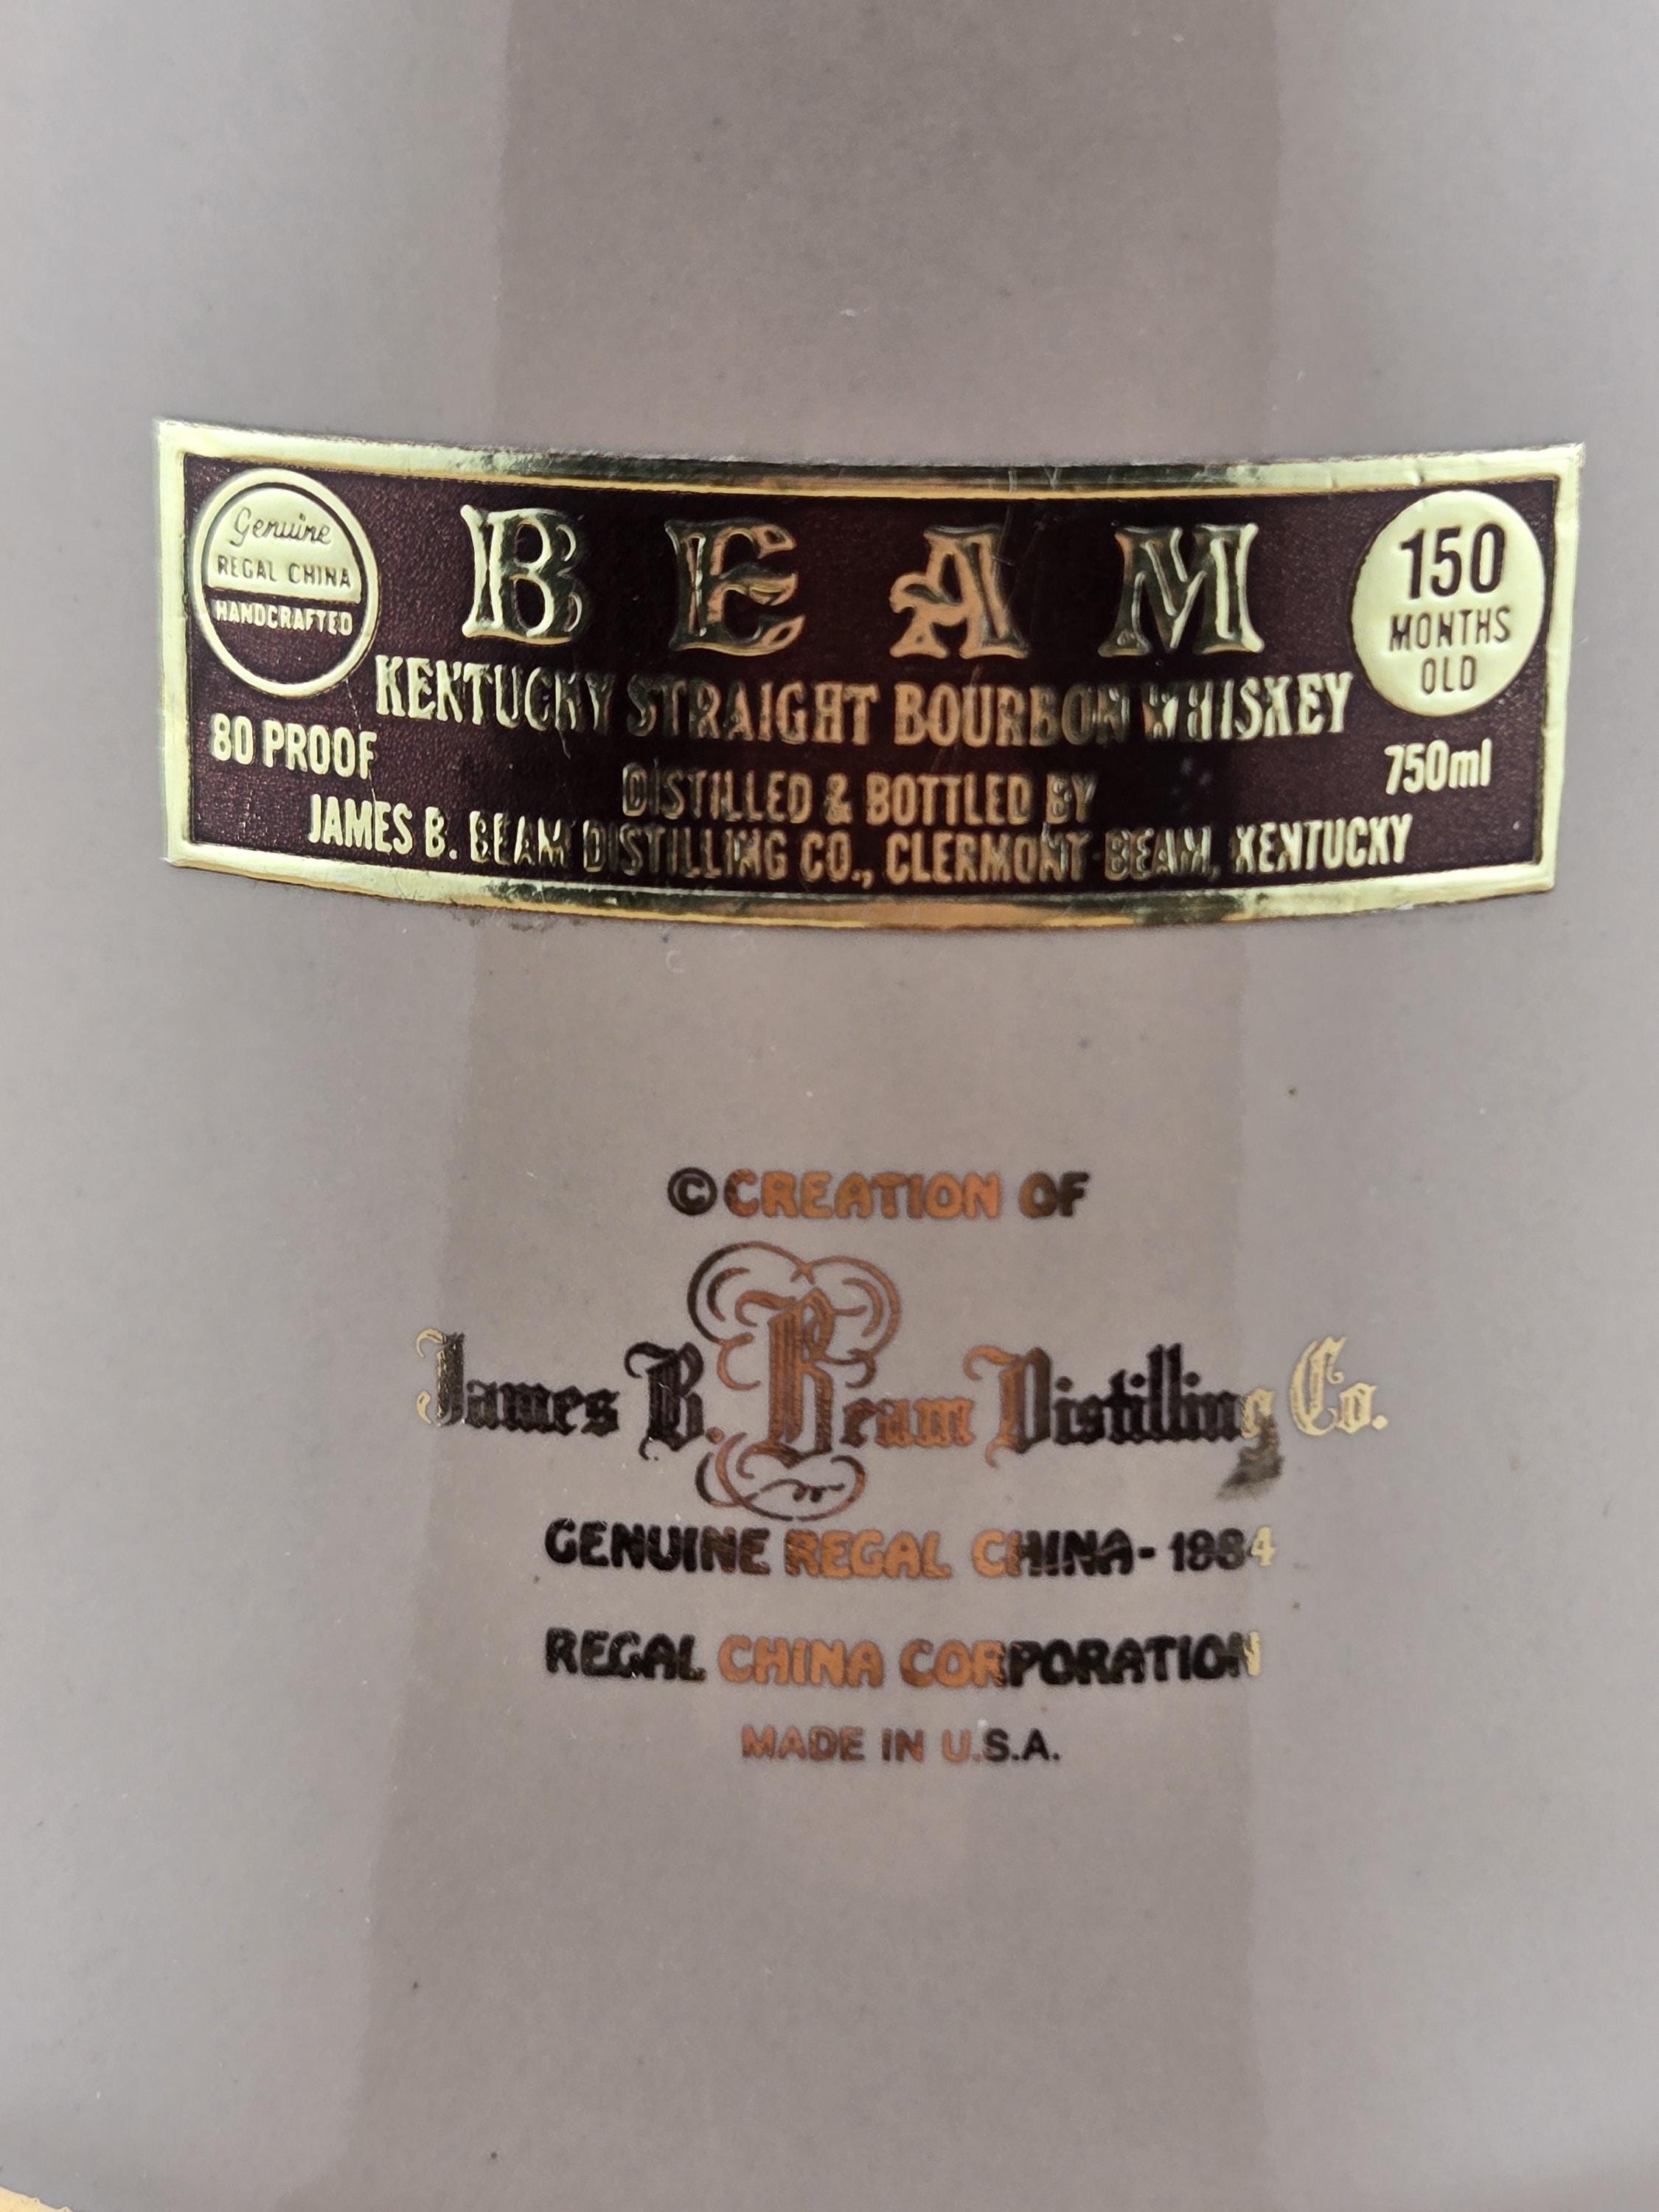 Genuine
REGAL CHINA
HANDCRAFTED
BEAM
150
MONTHS
OLD
KENTUCKY STRAIGHT BOURBON WHISKEY
80 PROOF
750ml
DISTILLED & BOTTLED BY
JAMES B. BEAM DISTILLING CO., CLERMONT BEAM, KENTUCKY
© CREATION OF
James B. Beam Distilling Co.
GENUINE REGAL CHINA - 1984
REGAL CHINA CORPORATION
MADE IN U.S.A.